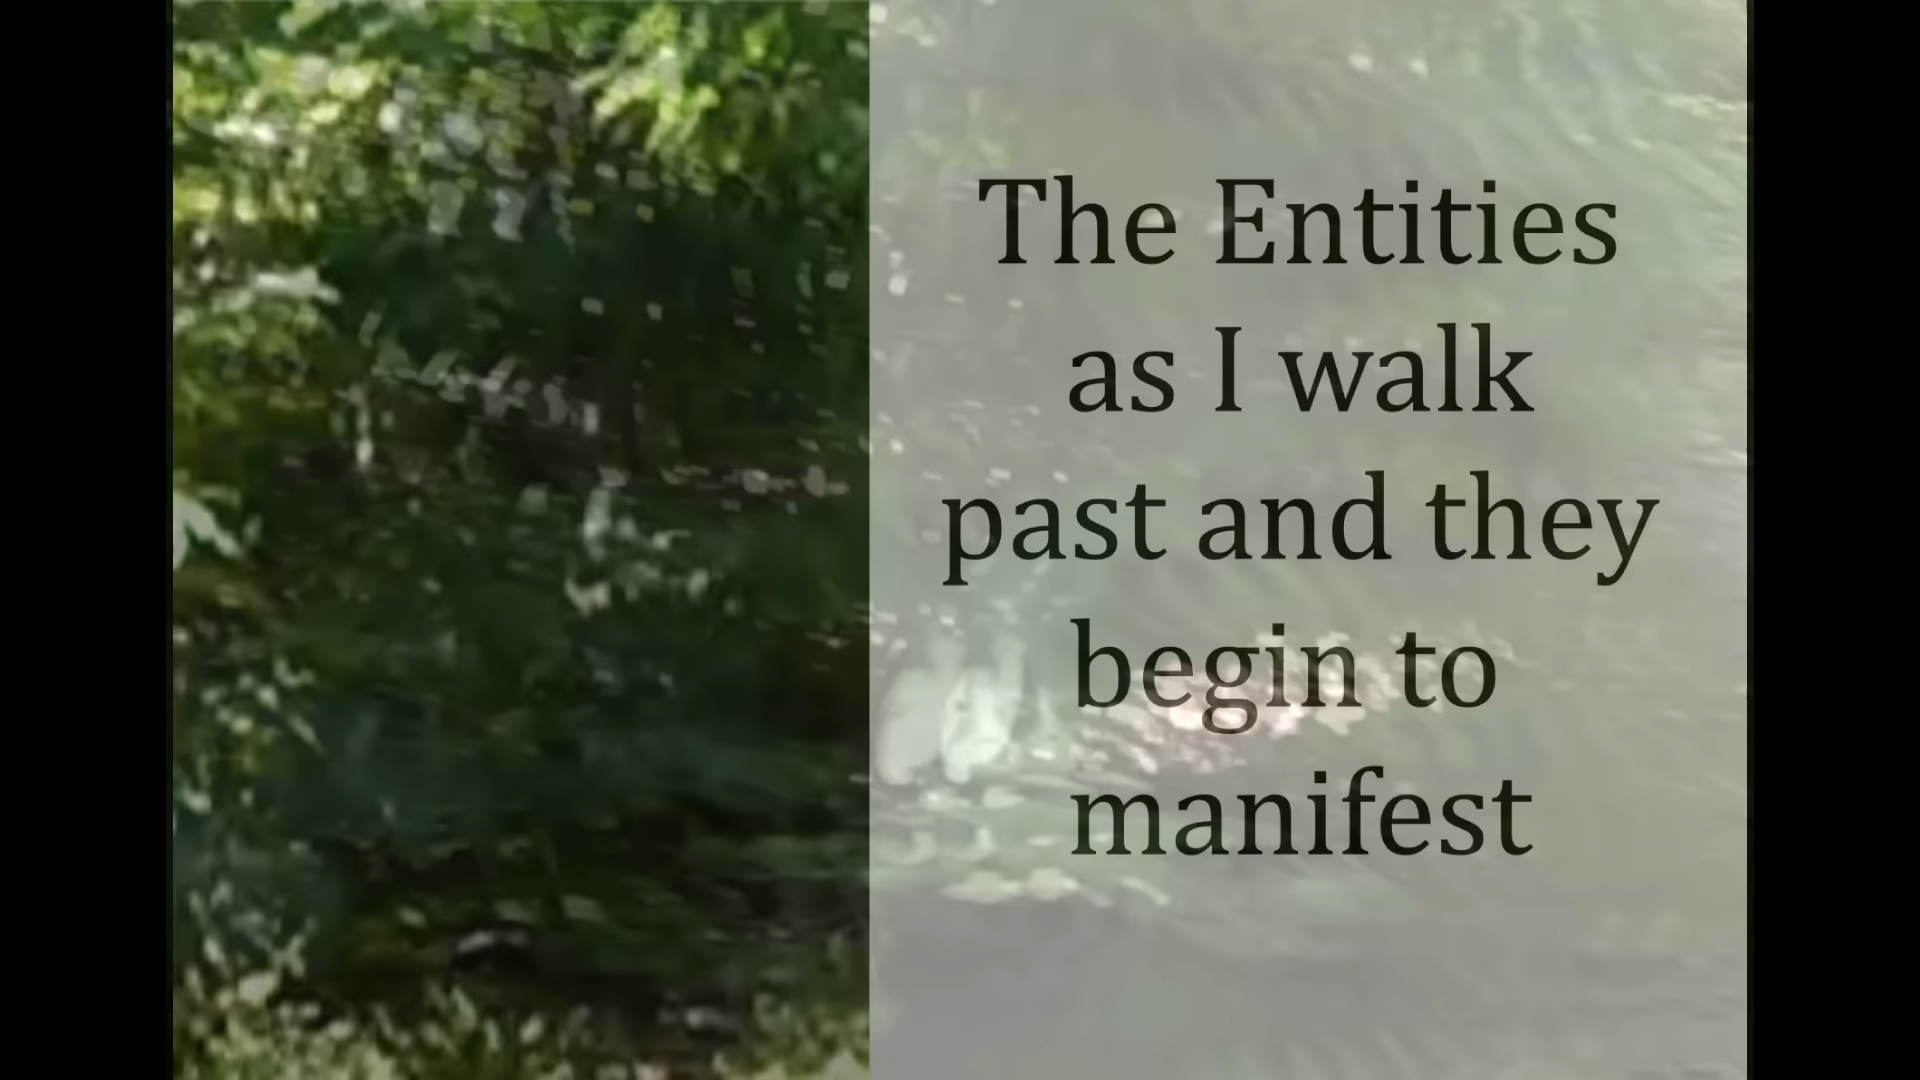 The Entities
as I walk
past and they
begin to
manifest